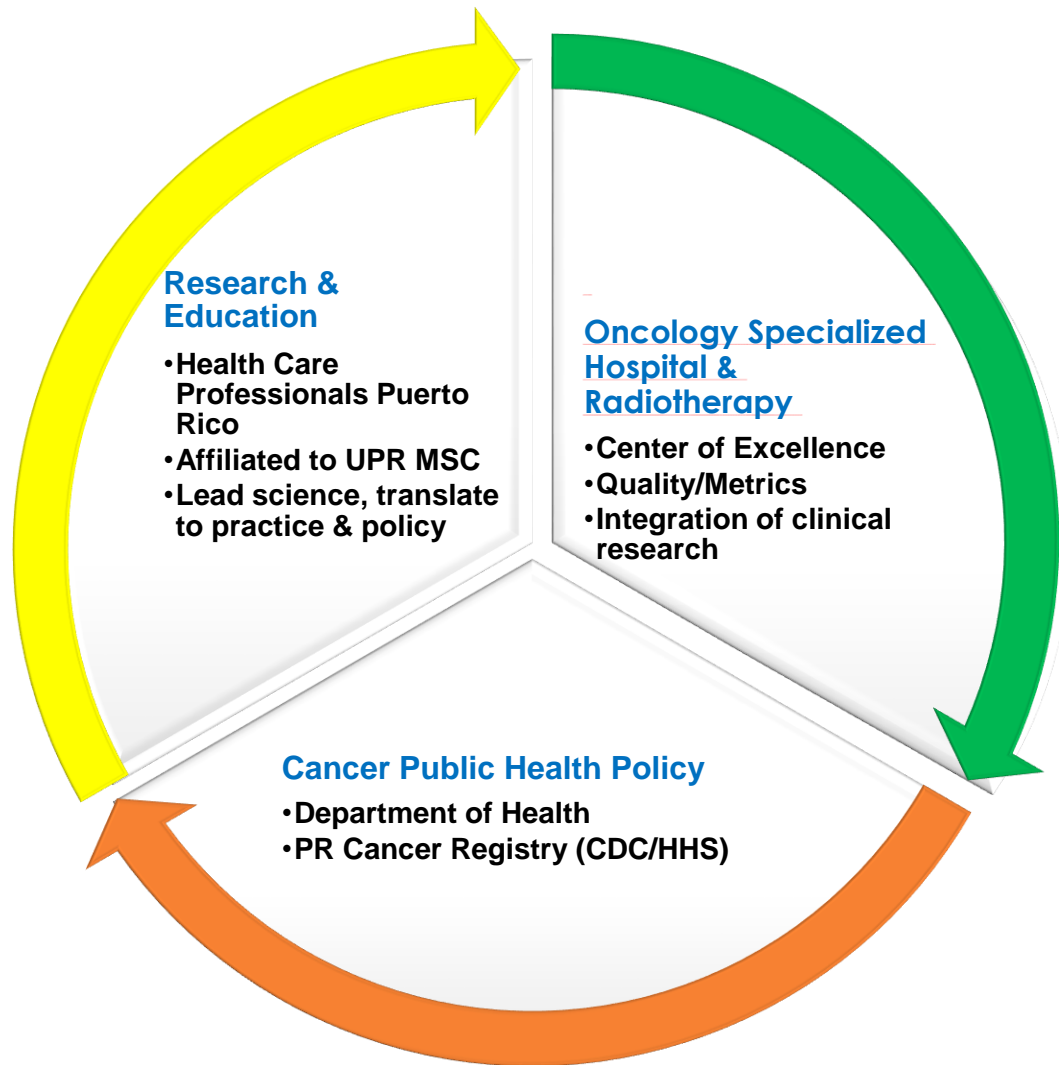 Research &
Education
•Health Care
Professionals Puerto
Rico
•Affiliated to UPR MSC
•Lead science, translate
to practice & policy
Oncology Specialized
Hospital &
Radiotherapy
•Center of Excellence
•Quality/Metrics
•Integration of clinical
research
Cancer Public Health Policy
•Department of Health
•PR Cancer Registry (CDC/HHS)